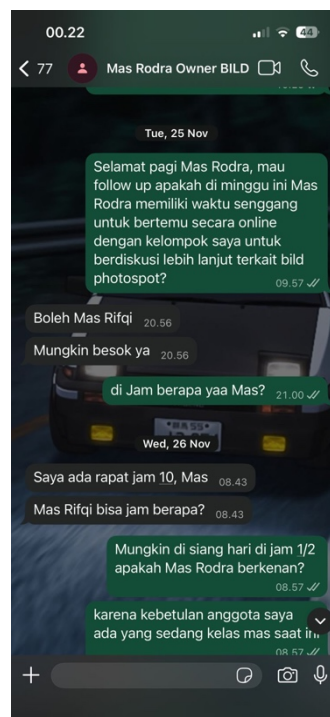 00.22
44
77
Mas Rodra Owner BILD
Tue, 25 Nov
Selamat pagi Mas Rodra, mau
follow up apakah di minggu ini Mas
Rodra memiliki waktu senggang
untuk bertemu secara online
dengan kelompok saya untuk
berdiskusi lebih lanjut terkait bild
photospot?
09.57
Boleh Mas Rifqi 20.56
Mungkin besok ya 20.56
di Jam berapa yaa Mas? 21.00
Wed, 26 Nov
Saya ada rapat jam 10, Mas 08.43
Mas Rifqi bisa jam berapa? 08.43
Mungkin di siang hari di jam 1/2
apakah Mas Rodra berkenan?
08.57
karena kebetulan anggota saya
ada yang sedang kelas mas saat ini
08.57